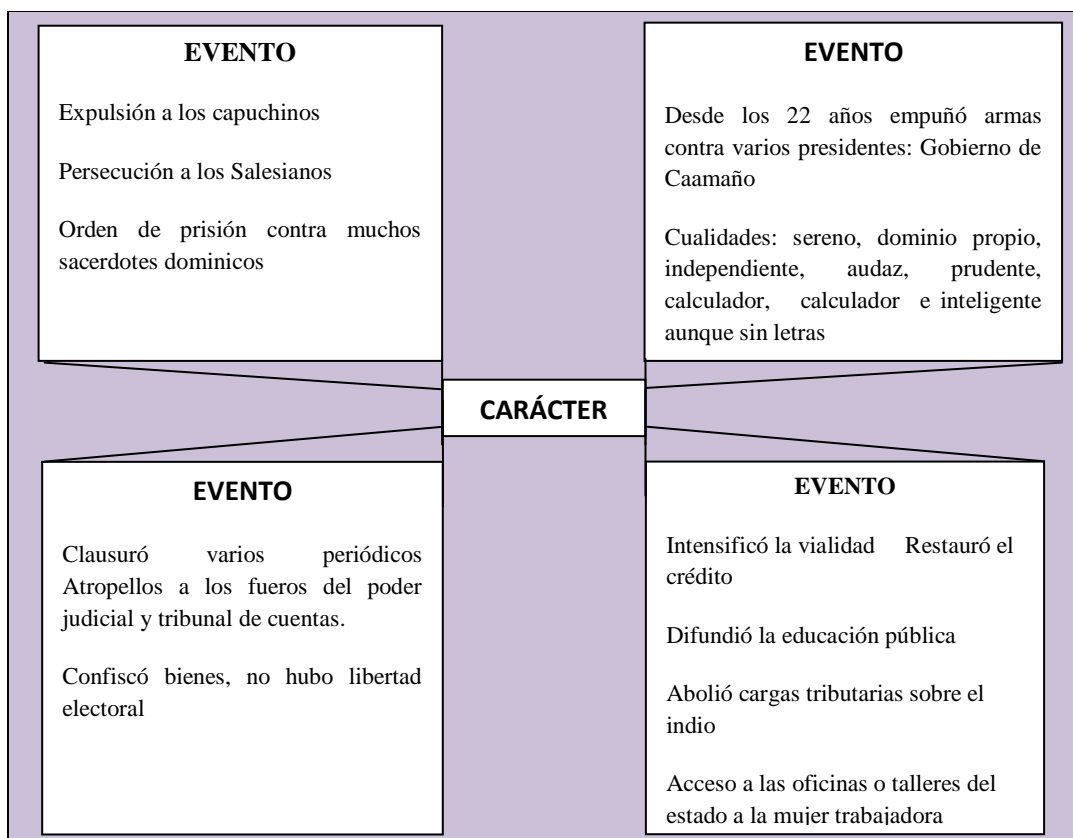 EVENTO
Expulsión a los capuchinos
Persecución a los Salesianos
Orden de prisión contra muchos
sacerdotes dominicos
EVENTO
Desde los 22 años empuñó armas
contra varios presidentes: Gobierno de
Caamaño
Cualidades: sereno, dominio propio,
independiente, audaz, prudente,
calculador, calculador e inteligente
aunque sin letras
CARÁCTER
EVENTO
Clausuró varios periódicos
Atropellos a los fueros del poder
judicial y tribunal de cuentas.
Confiscó bienes, no hubo libertad
electoral
EVENTO
Intensificó la vialidad Restauró el
crédito
Difundió la educación pública
Abolió cargas tributarias sobre el
indio
Acceso a las oficinas o talleres del
estado a la mujer trabajadora